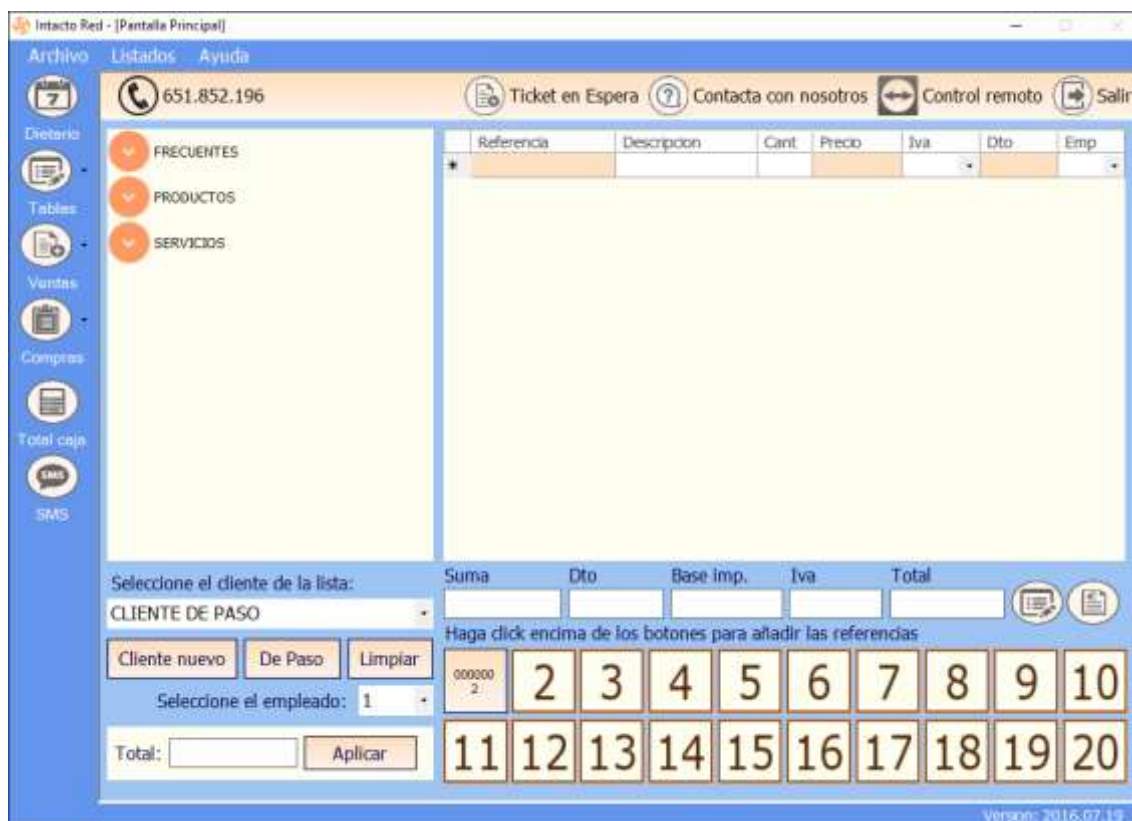 Intacto Red - [Pantalla Principal]
Archivo Listados Ayuda
7
651.852.196
Ticket en Espera
?
Contacta con nosotros
Control remoto
Salir
Dietario
Tablas
Ventas
Compras
Total caja
SMS
SMS
FRECUENTES
PRODUCTOS
SERVICIOS
Referencia Descripcion Cant Precio Iva Dto Emp
*
Seleccione el cliente de la lista:
CLIENTE DE PASO
Cliente nuevo De Paso Limpiar
Seleccione el empleado: 1
Total: Aplicar
Suma Dto Base Imp. Iva Total
Haga click encima de los botones para añadir las referencias
000000
2
2 3 4 5 6 7 8 9 10
11 12 13 14 15 16 17 18 19 20
Version: 2016.07.19